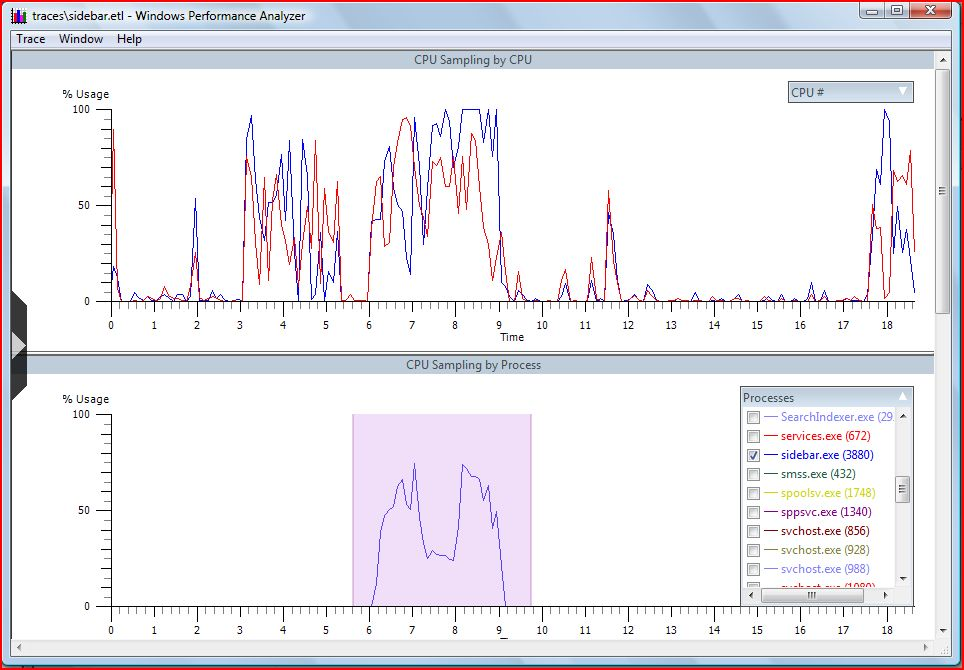 traces\sidebar.etl - Windows Performance Analyzer
Trace Window Help
CPU Sampling by CPU
% Usage
CPU #
100
50
0
0 1 2 3 4 5 6 7 8 9 10 11 12 13 14 15 16 17 18
Time
CPU Sampling by Process
% Usage
Processes
100
SearchIndexer.exe (29
services.exe (672)
sidebar.exe (3880)
smss.exe (432)
spoolsv.exe (1748)
50
sppsvc.exe (1340)
svchost.exe (856)
svchost.exe (928)
svchost.exe (988)
svchost.exe (1080)
0
0 1 2 3 4 5 6 7 8 9 10 11 12 13 14 15 16 17 18